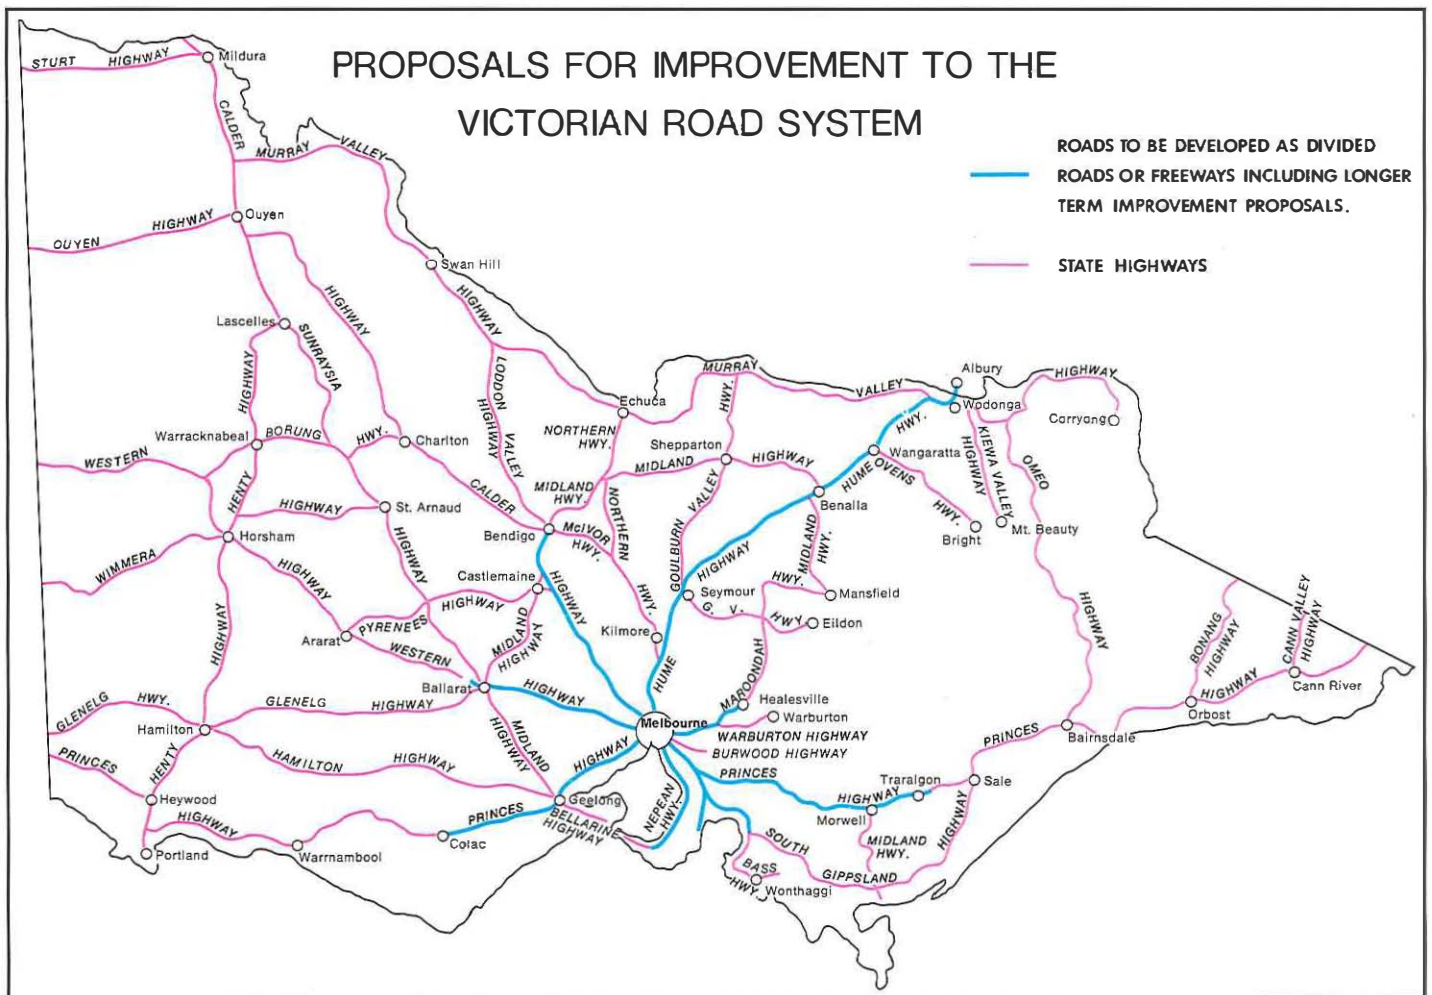 PROPOSALS FOR IMPROVEMENT TO THE
VICTORIAN ROAD SYSTEM
ROADS TO BE DEVELOPED AS DIVIDED
ROADS OR FREEWAYS INCLUDING LONGER
TERM IMPROVEMENT PROPOSALS.
STATE HIGHWAYS
STURT HIGHWAY
Mildura
CALDER
MURRAY VALLEY
OUYEN HIGHWAY
Ouyen
Swan Hill
HIGHWAY
HIGHWAY
Lascelles
SUNRAYSIA
HIGHWAY
LODDON
VALLEY
HIGHWAY
MURRAY
VALLEY
HIGHWAY
Albury
Wodonga
Corryong
Echuca
HWY.
HWY.
NORTHERN
HWY.
Warracknabeal
BORUNG
HWY.
Charlton
Shepparton
MIDLAND
HIGHWAY
Wangaratta
KIEWA VALLEY
HIGHWAY
OMEO
WESTERN
HENTY
CALDER
MIDLAND
HWY.
VALLEY
HUME
OVENS
HWY.
Benalla
HIGHWAY
St. Arnaud
Bendigo
McIVOR
HWY.
NORTHERN
GOULBURN
HIGHWAY
MIDLAND
HWY.
Bright
Mt. Beauty
Horsham
WIMMERA
HIGHWAY
HIGHWAY
Castlemaine
HIGHWAY
HWY.
HWY.
Seymour
Mansfield
G. V. HWY
Eildon
HIGHWAY
HIGHWAY
PYRENEES
HIGHWAY
MIDLAND
HIGHWAY
Kilmore
Ararat
WESTERN
HUME
MAROONDAH
BONANG
HIGHWAY
CANN VALLEY
HIGHWAY
Ballarat
HIGHWAY
Healesville
HIGHWAY
Cann River
GLENELG
HWY.
GLENELG
HIGHWAY
Melbourne
Warburton
Orbost
Hamilton
MIDLAND
HIGHWAY
WARBURTON HIGHWAY
BURWOOD HIGHWAY
PRINCES
Bairnsdale
PRINCES
HENTY
HAMILTON
HIGHWAY
HIGHWAY
PRINCES
HIGHWAY
Traralgon
Sale
Heywood
HIGHWAY
PRINCES
Geelong
BELLARINE
HIGHWAY
NEPEAN
HWY.
Morwell
MIDLAND
HWY.
HIGHWAY
Portland
Warrnambool
Colac
SOUTH
GIPPSLAND
BASS
HWY.
Wonthaggi